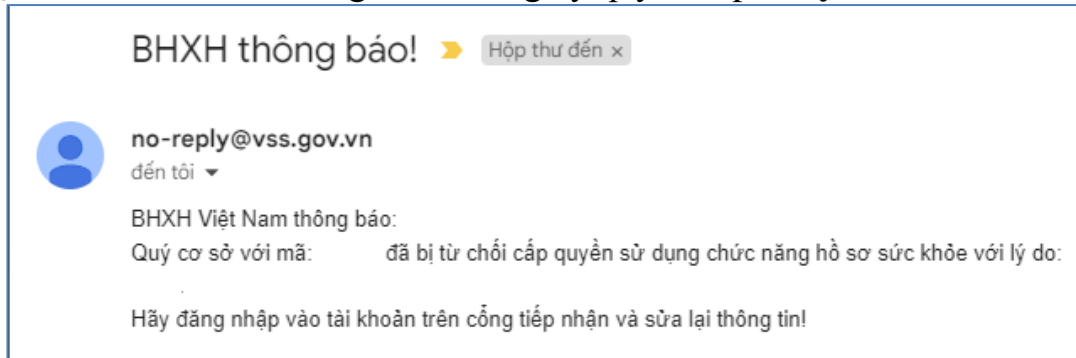 BHXH thông báo! Hộp thư đến ×
no-reply@vss.gov.vn
đến tôi
BHXH Việt Nam thông báo:
Quý cơ sở với mã: đã bị từ chối cấp quyền sử dụng chức năng hồ sơ sức khỏe với lý do:
Hãy đăng nhập vào tài khoản trên cổng tiếp nhận và sửa lại thông tin!